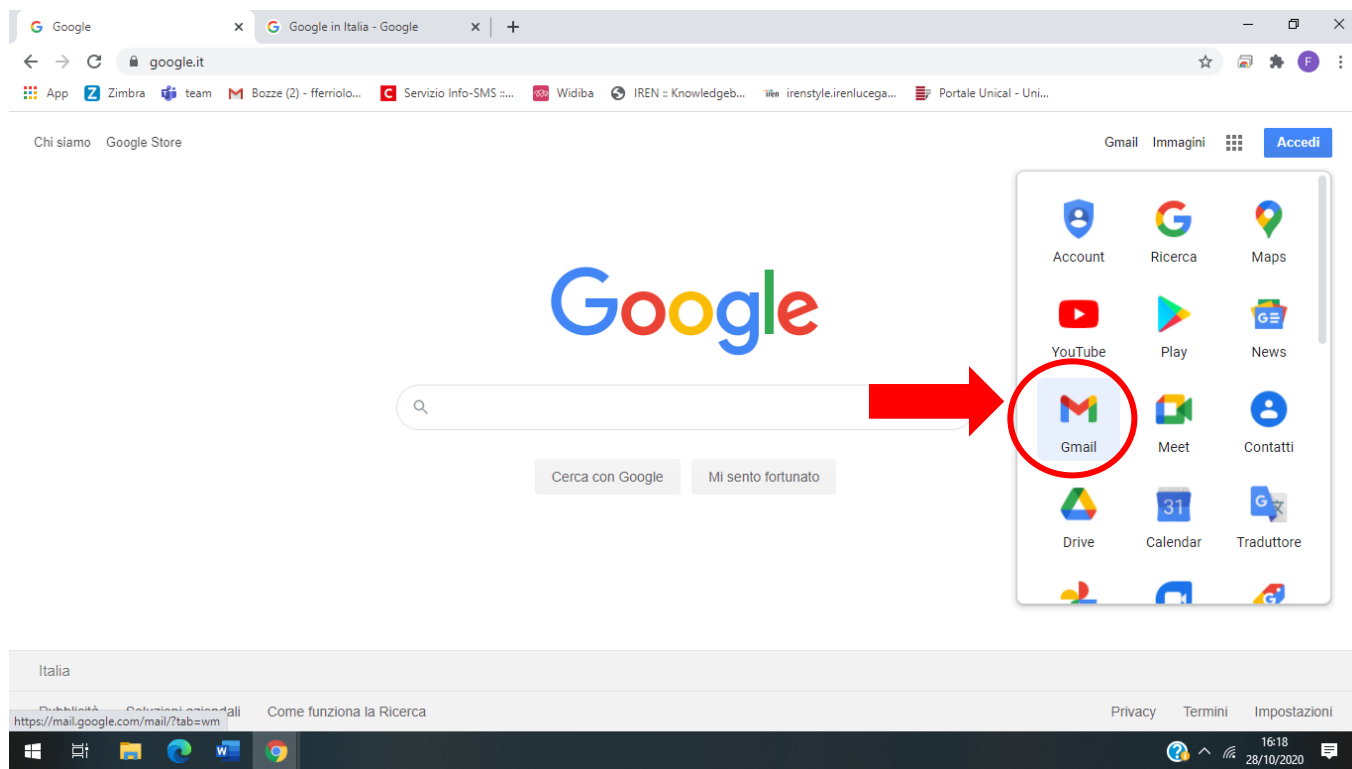 Google
Google in Italia - Google
google.it
F
App
Zimbra
team
Bozze (2) - fferriolo...
Servizio Info-SMS ::...
Widiba
IREN :: Knowledgeb...
irenstyle.irenlucega...
Portale Unical - Uni...
Chi siamo Google Store
Gmail Immagini
Accedi
Account Ricerca Maps
Google
YouTube Play News
Gmail Meet Contatti
Cerca con Google Mi sento fortunato
31
Drive Calendar Traduttore
Italia
Pubblicità Soluzioni aziendali Come funziona la Ricerca
Privacy Termini Impostazioni
https://mail.google.com/mail/?tab=wm
16:18
28/10/2020